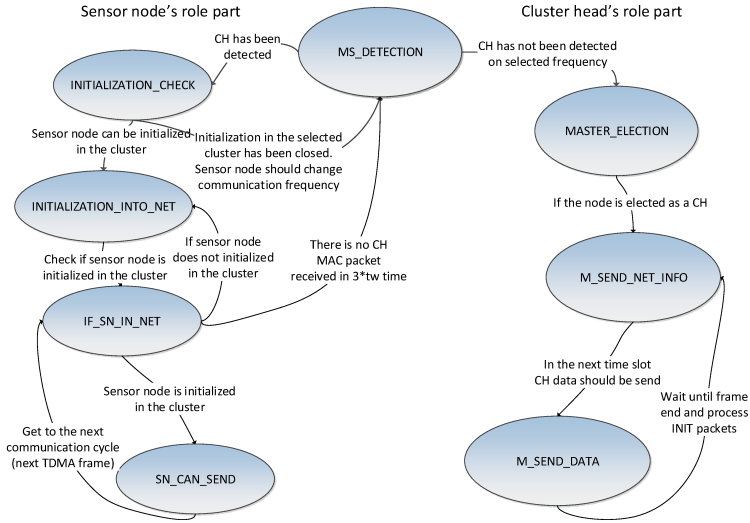 Sensor node's role part
Cluster head's role part
CH has been
detected
MS_DETECTION
CH has not been detected
on selected frequency
INITIALIZATION_CHECK
MASTER_ELECTION
Sensor node can be initialized
in the cluster
Initialization in the selected
cluster has been closed.
Sensor node should change
communication frequency
INITIALIZATION_INTO_NET
If the node is elected as a CH
Check if sensor node is
initialized in the cluster
If sensor node
does not initialized
in the cluster
There is no CH
MAC packet
received in 3*tw time
M_SEND_NET_INFO
IF_SN_IN_NET
In the next time slot
CH data should be send
Sensor node is initialized
in the cluster
Wait until frame
end and process
INIT packets
Get to the next
communication cycle
(next TDMA frame)
SN_CAN_SEND
M_SEND_DATA